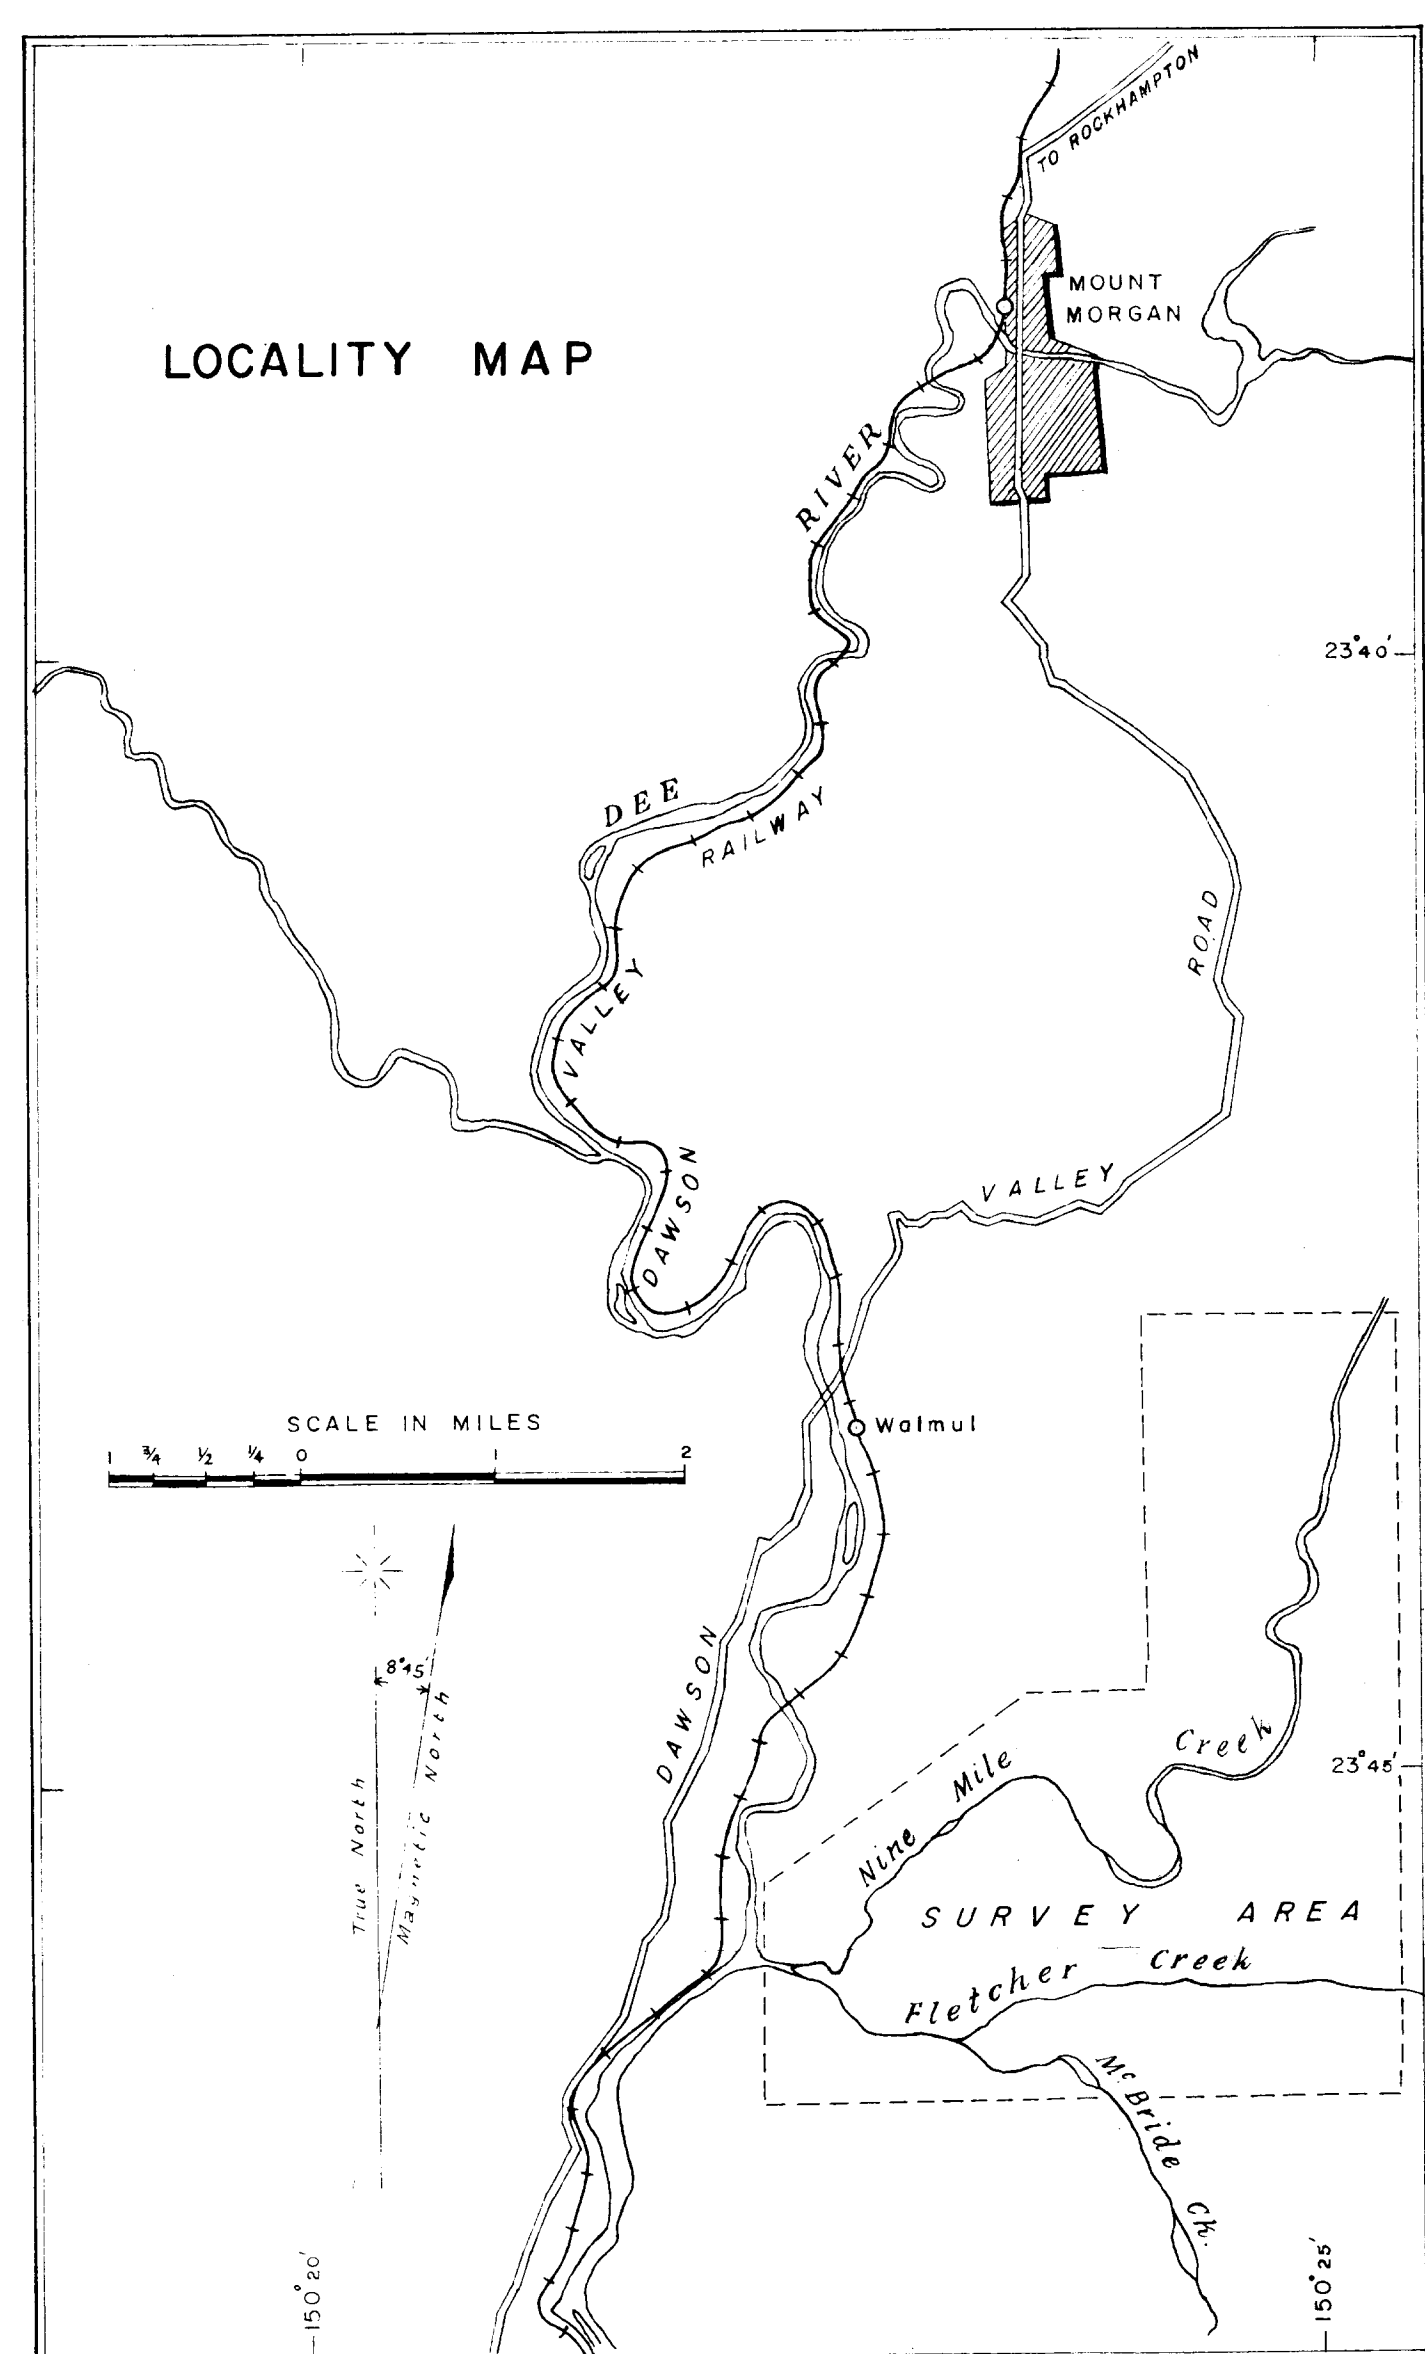 TO ROCKHAMPTON
MOUNT
MORGAN
LOCALITY MAP
RIVER
23°40'
DEE
RAILWAY
ROAD
VALLEY
VALLEY
DAWSON
SCALE IN MILES
1 3/4 1/2 1/4 0 1 2
Walmul
DAWSON
8°45'
True North
Magnetic North
Creek
Mile
Nine
23°45'
SURVEY AREA
Fletcher Creek
McBride Ck.
150°20'
150°25'